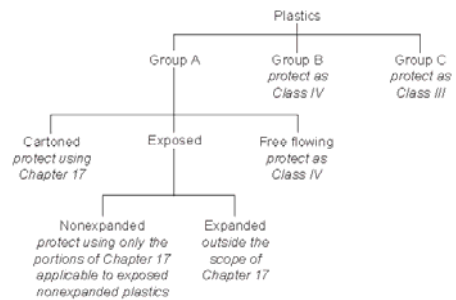 Plastics
Group A
Group B
protect as
Class IV
Group C
protect as
Class III
Cartoned
protect using
Chapter 17
Exposed
Free flowing
protect as
Class IV
Nonexpanded
protect using only the
portions of Chapter 17
applicable to exposed
nonexpanded plastics
Expanded
outside the
scope of
Chapter 17